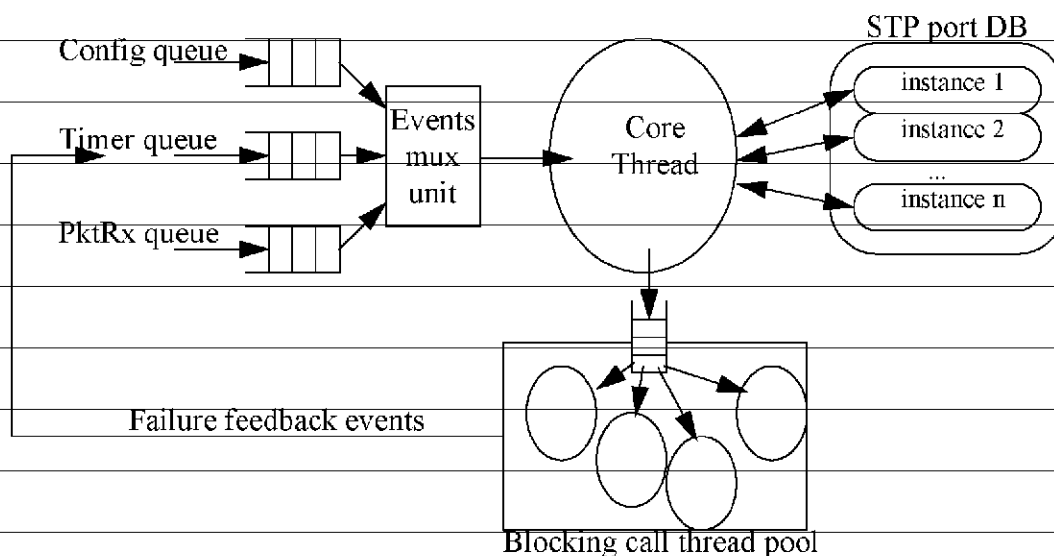 STP port DB
Config queue
instance 1
Events
mux
unit
Core
Thread
instance 2
Timer queue
...
instance n
PktRx queue
Failure feedback events
Blocking call thread pool